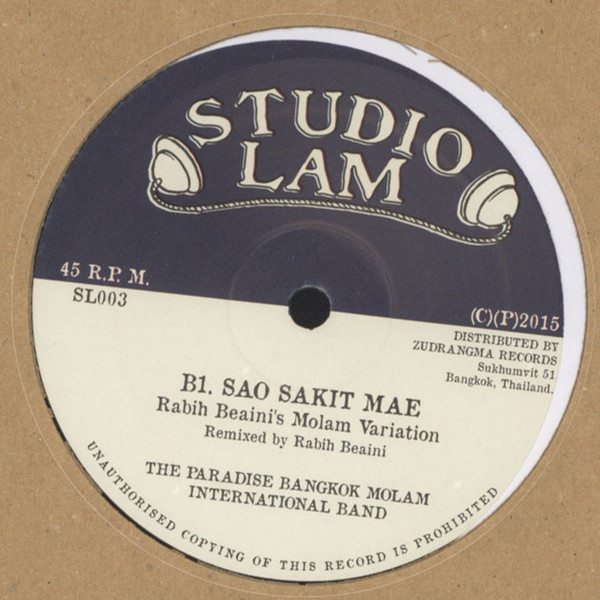 STUDIO
LAM
45 R.P.M.
SL003
(C)(P)2015
DISTRIBUTED BY
ZUDRANGMA RECORDS
Sukhumvit 51
Bangkok, Thailand.
B1. SAO SAKIT MAE
Rabih Beaini's Molam Variation
Remixed by Rabih Beaini
THE PARADISE BANGKOK MOLAM
INTERNATIONAL BAND
UNAUTHORISED COPYING OF THIS RECORD IS PROHIBITED